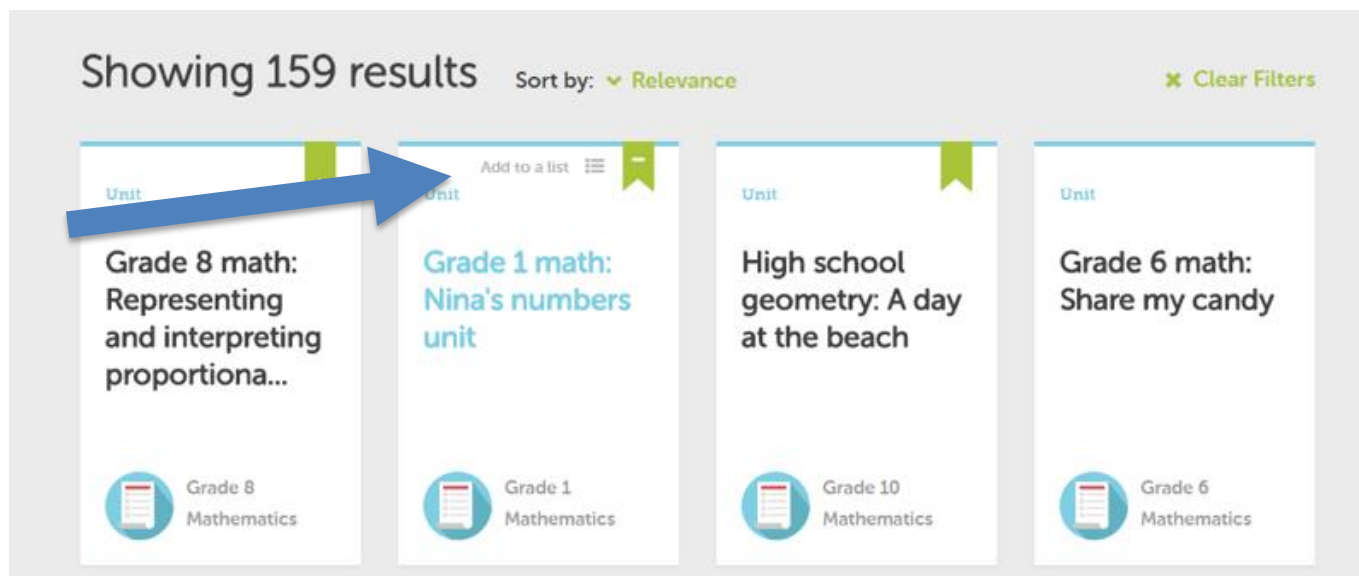 Showing 159 results Sort by: Relevance
Clear Filters
Unit
Grade 8 math:
Representing
and interpreting
proportiona...
Grade 8
Mathematics
Add to a list
Unit
Grade 1 math:
Nina's numbers
unit
Grade 1
Mathematics
Unit
High school
geometry: A day
at the beach
Grade 10
Mathematics
Unit
Grade 6 math:
Share my candy
Grade 6
Mathematics